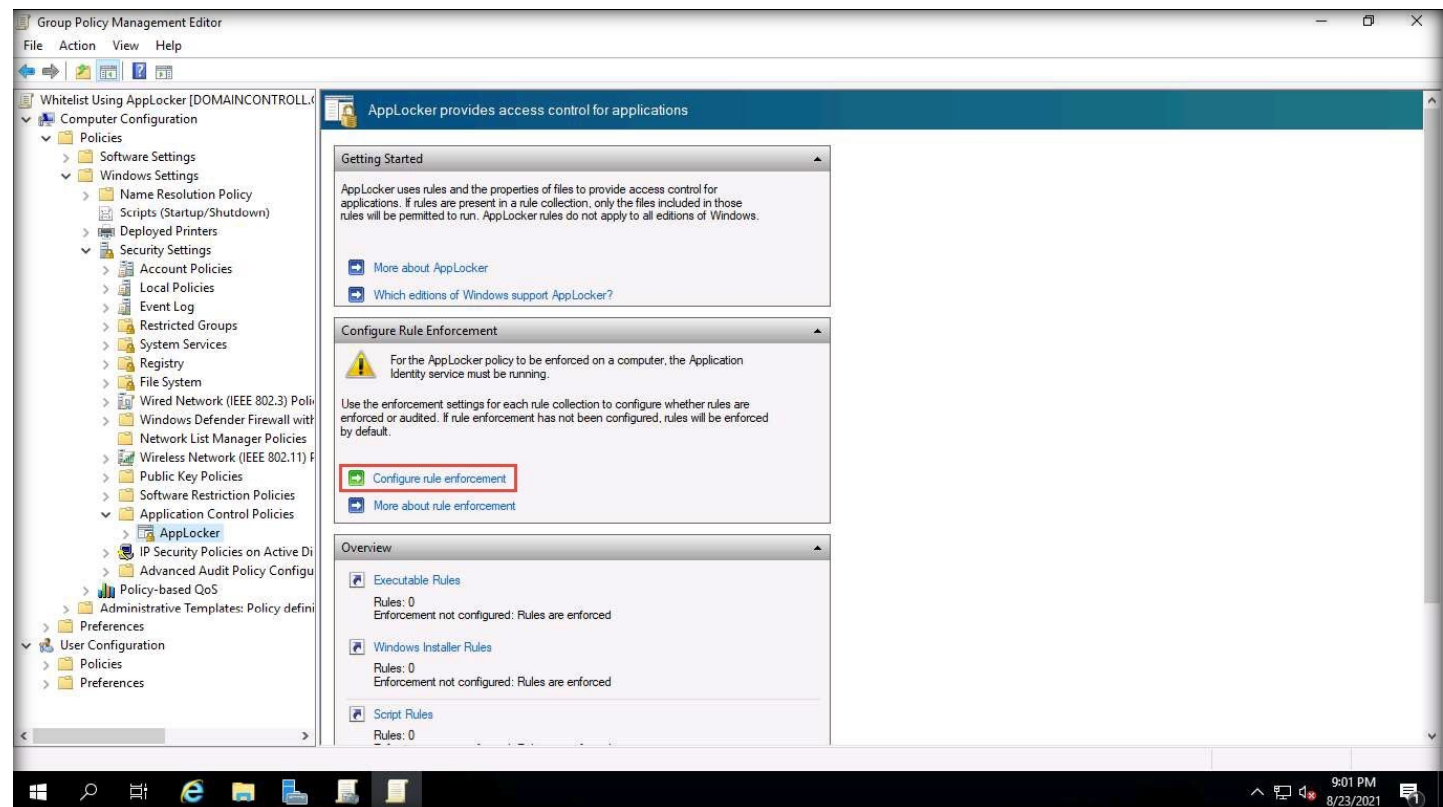 Group Policy Management Editor
File Action View Help
Whitelist Using AppLocker [DOMAINCONTROLL.
Computer Configuration
Policies
Software Settings
Windows Settings
Name Resolution Policy
Scripts (Startup/Shutdown)
Deployed Printers
Security Settings
Account Policies
Local Policies
Event Log
Restricted Groups
System Services
Registry
File System
Wired Network (IEEE 802.3) Poli
Windows Defender Firewall with
Network List Manager Policies
Wireless Network (IEEE 802.11) P
Public Key Policies
Software Restriction Policies
Application Control Policies
AppLocker
IP Security Policies on Active Di
Advanced Audit Policy Configu
Policy-based QoS
Administrative Templates: Policy defini
Preferences
User Configuration
Policies
Preferences
AppLocker provides access control for applications
Getting Started
AppLocker uses rules and the properties of files to provide access control for
applications. If rules are present in a rule collection, only the files included in those
rules will be permitted to run. AppLocker rules do not apply to all editions of Windows.
More about AppLocker
Which editions of Windows support AppLocker?
Configure Rule Enforcement
For the AppLocker policy to be enforced on a computer, the Application
Identity service must be running.
Use the enforcement settings for each rule collection to configure whether rules are
enforced or audited. If rule enforcement has not been configured, rules will be enforced
by default.
Configure rule enforcement
More about rule enforcement
Overview
Executable Rules
Rules: 0
Enforcement not configured: Rules are enforced
Windows Installer Rules
Rules: 0
Enforcement not configured: Rules are enforced
Script Rules
Rules: 0
9:01 PM
8/23/2021